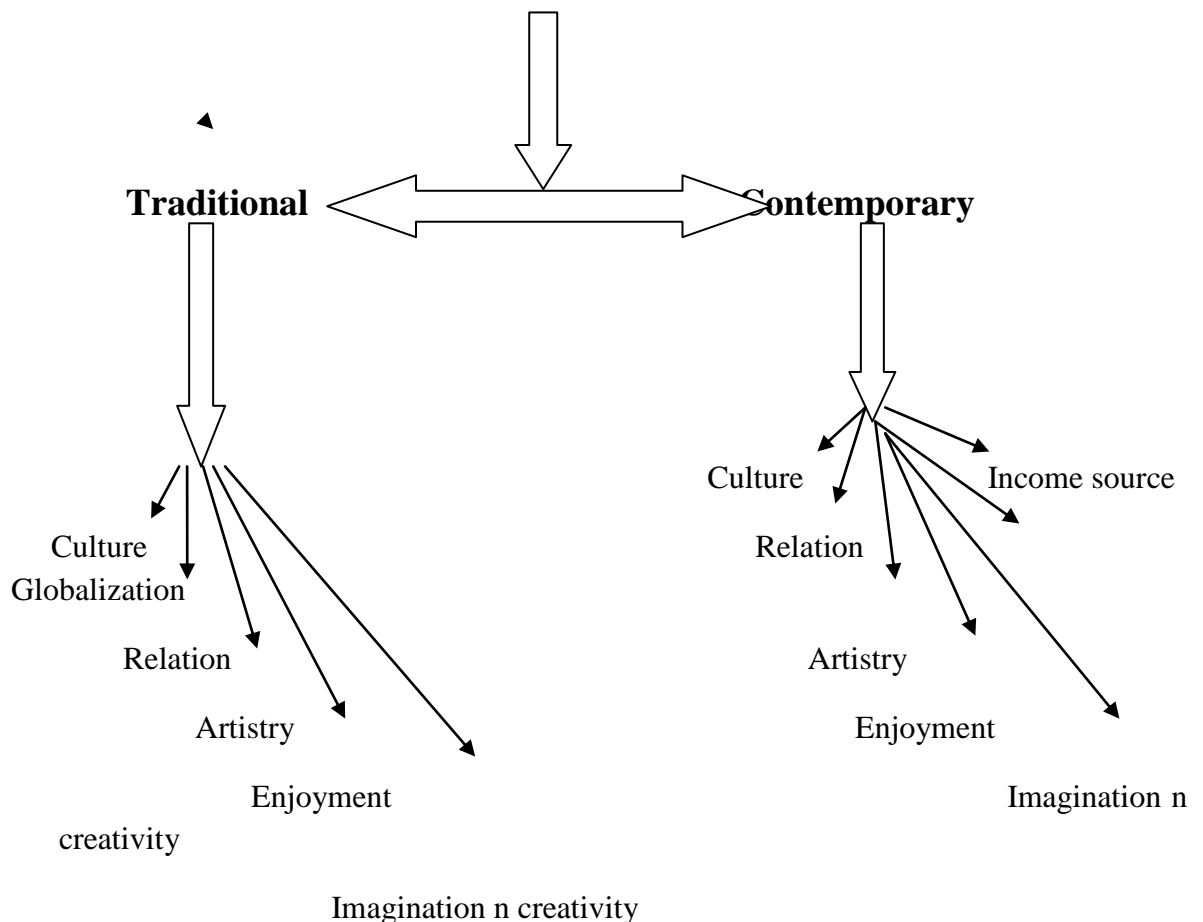 Traditional Contemporary
Culture Income source
Relation
Culture
Globalization
Relation Artistry
Artistry Enjoyment
Enjoyment Imagination n
creativity
Imagination n creativity